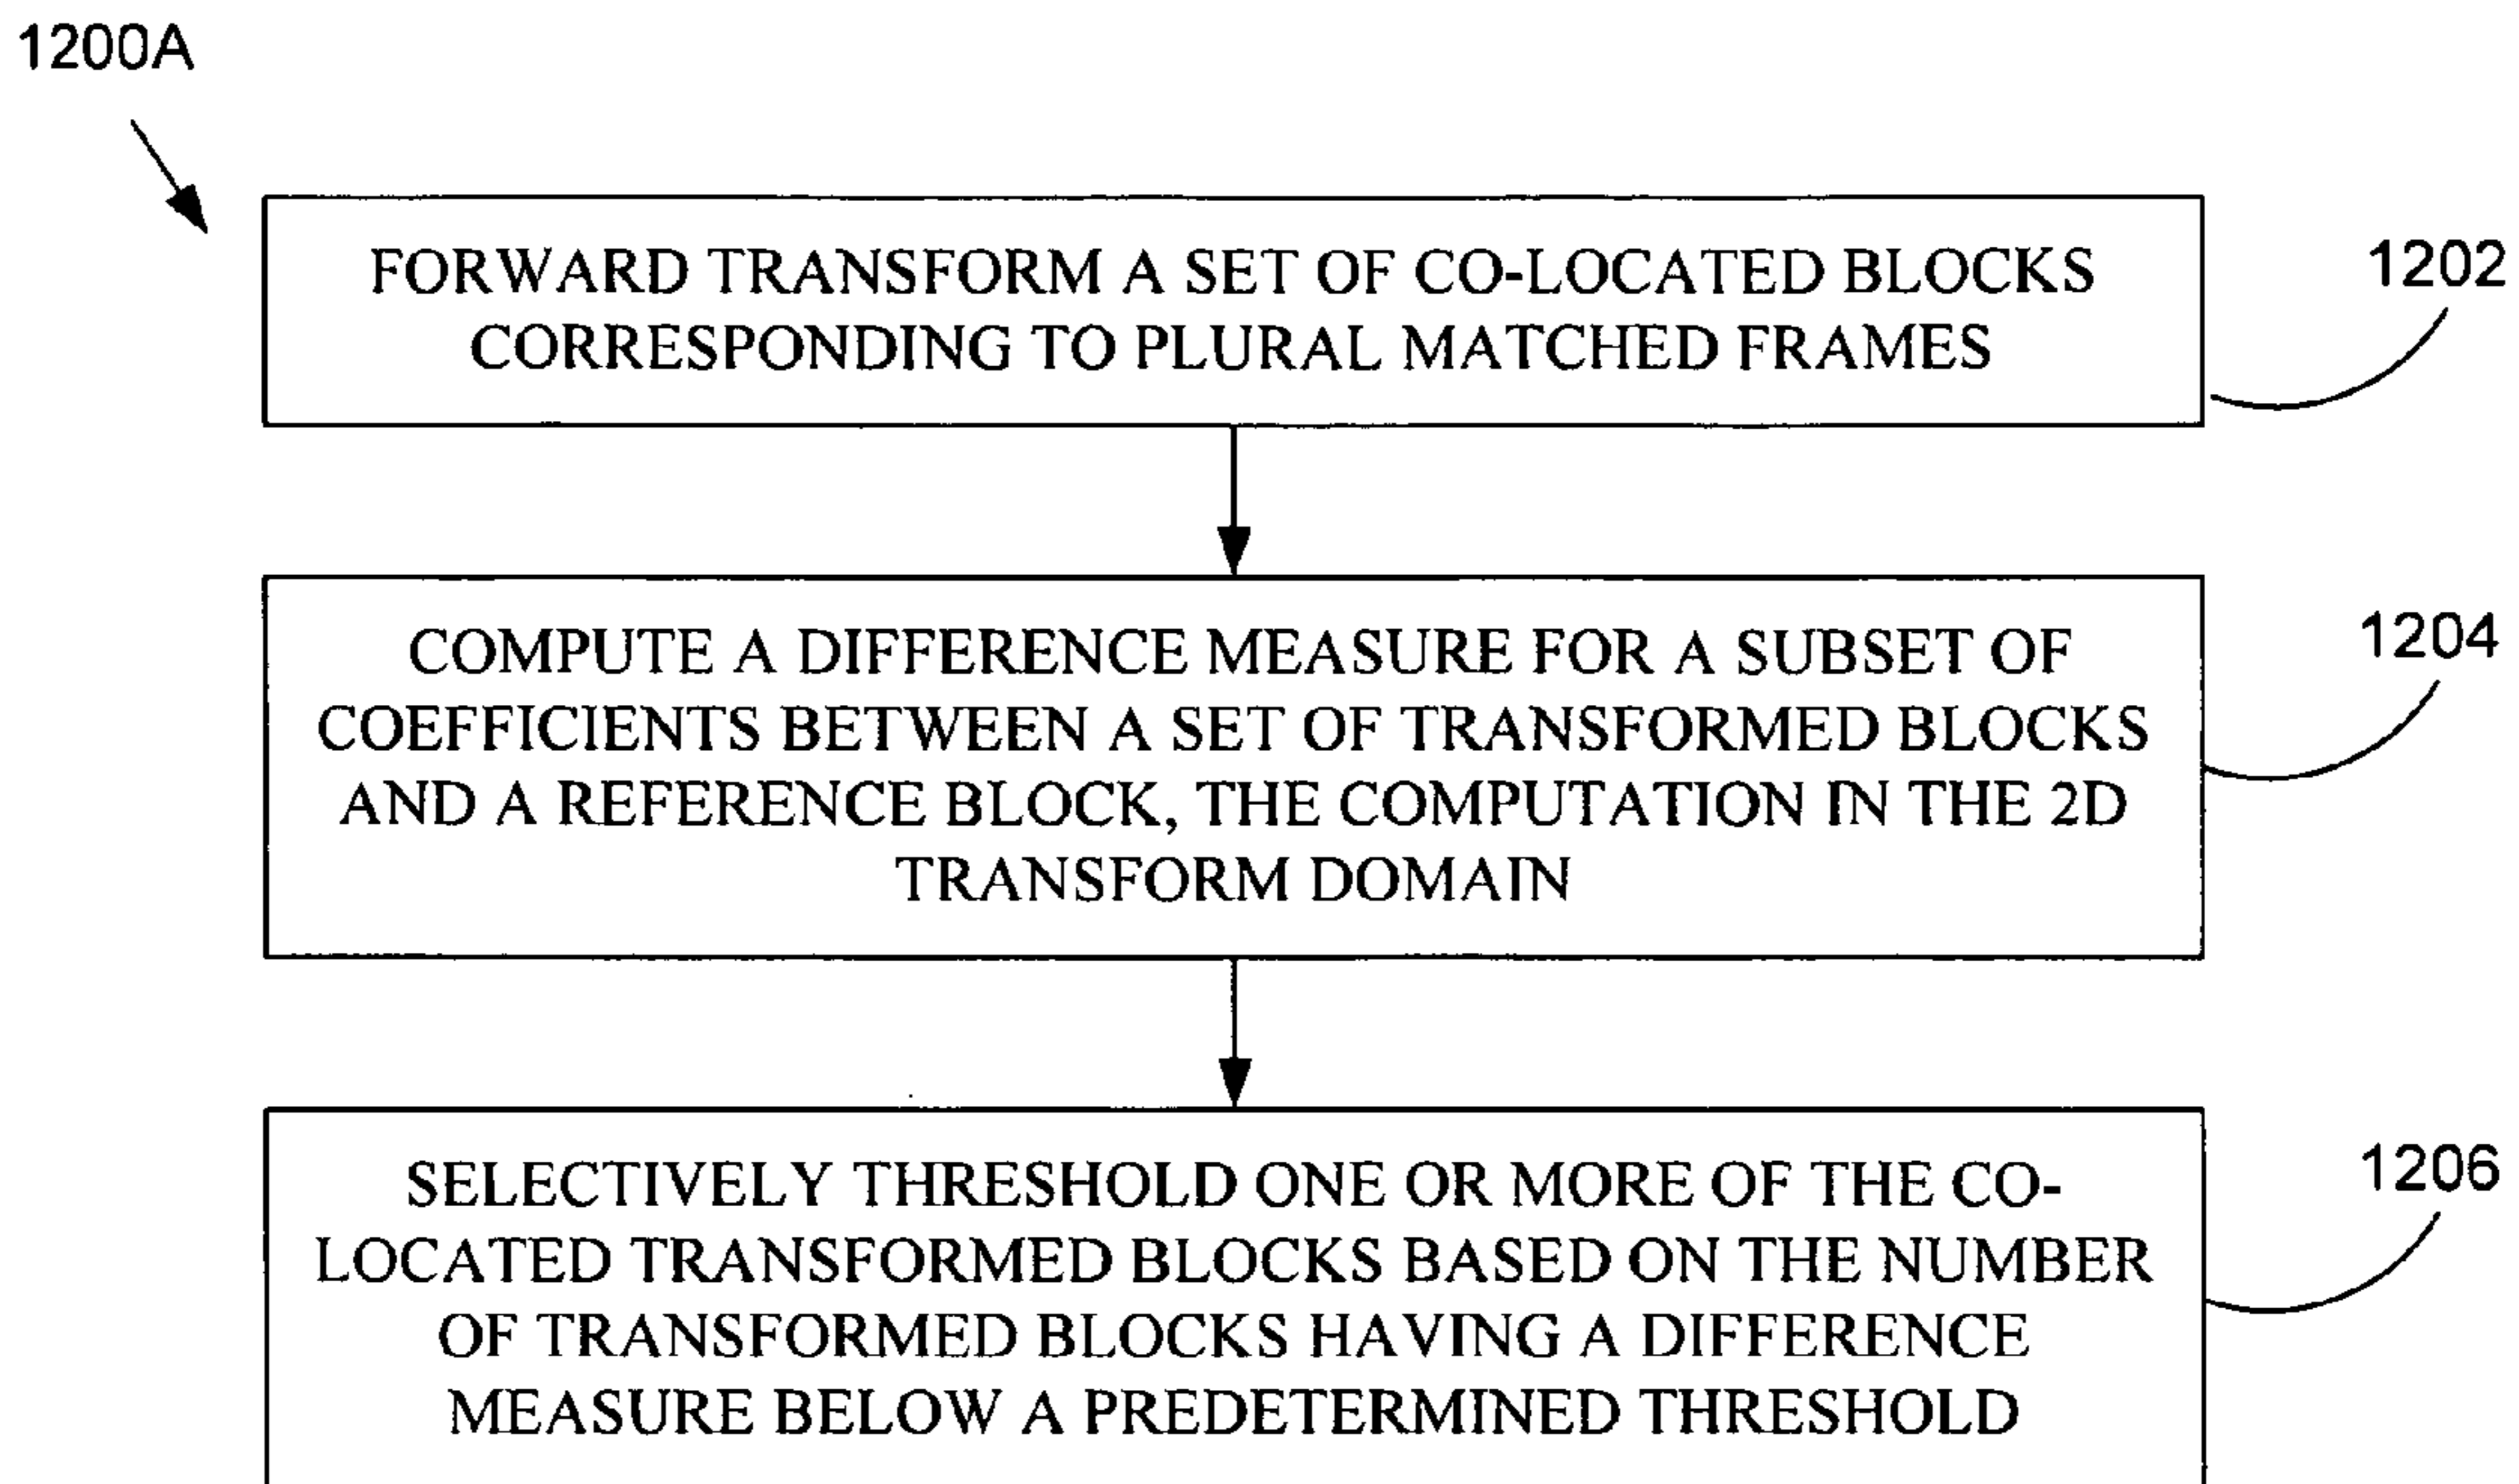 1200A
FORWARD TRANSFORM A SET OF CO-LOCATED BLOCKS
CORRESPONDING TO PLURAL MATCHED FRAMES
1202
COMPUTE A DIFFERENCE MEASURE FOR A SUBSET OF
COEFFICIENTS BETWEEN A SET OF TRANSFORMED BLOCKS
AND A REFERENCE BLOCK, THE COMPUTATION IN THE 2D
TRANSFORM DOMAIN
1204
SELECTIVELY THRESHOLD ONE OR MORE OF THE CO-
LOCATED TRANSFORMED BLOCKS BASED ON THE NUMBER
OF TRANSFORMED BLOCKS HAVING A DIFFERENCE
MEASURE BELOW A PREDETERMINED THRESHOLD
1206